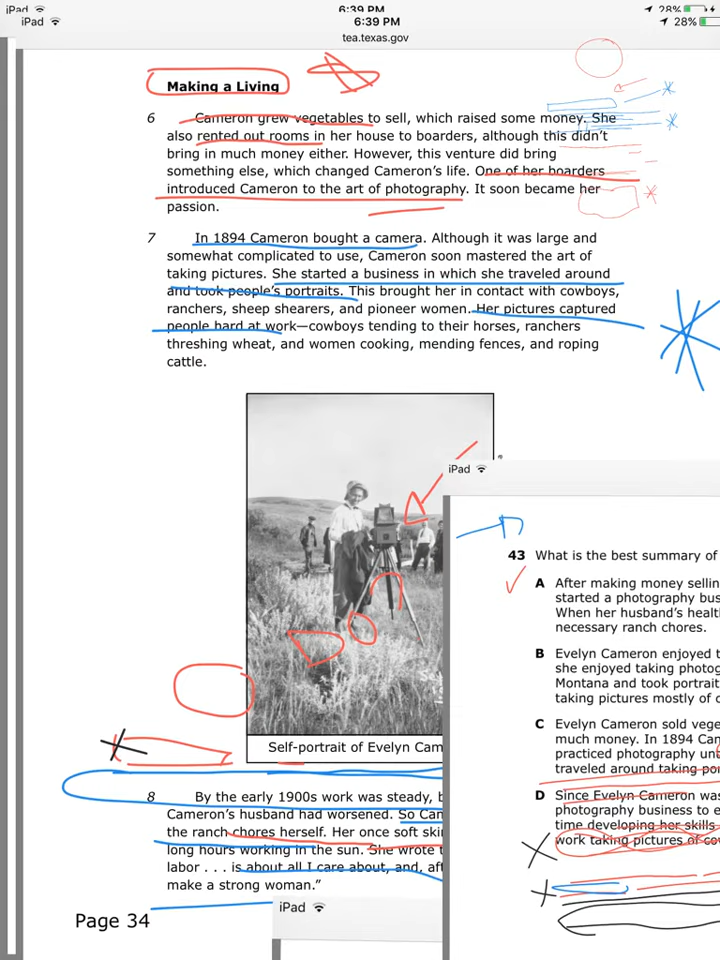 iPad 6:39 PM 28%
iPad 6:39 PM 28%
tea.texas.gov
Making a Living
6 Cameron grew vegetables to sell, which raised some money. She
also rented out rooms in her house to boarders, although this didn't
bring in much money either. However, this venture did bring
something else, which changed Cameron's life. One of her boarders
introduced Cameron to the art of photography. It soon became her
passion.
7 In 1894 Cameron bought a camera. Although it was large and
somewhat complicated to use, Cameron soon mastered the art of
taking pictures. She started a business in which she traveled around
and took people's portraits. This brought her in contact with cowboys,
ranchers, sheep shearers, and pioneer women. Her pictures captured
people hard at work—cowboys tending to their horses, ranchers
threshing wheat, and women cooking, mending fences, and roping
cattle.
Self-portrait of Evelyn Cam
8 By the early 1900s work was steady, b
Cameron's husband had worsened. So Cam
the ranch chores herself. Her once soft ski
long hours working in the sun. She wrote t
labor . . . is about all I care about, and, aft
make a strong woman."
Page 34
iPad
iPad
43 What is the best summary of
A After making money sellin
started a photography bus
When her husband's healt
necessary ranch chores.
B Evelyn Cameron enjoyed t
she enjoyed taking photog
Montana and took portrait
taking pictures mostly of c
C Evelyn Cameron sold vege
much money. In 1894 Can
practiced photography unt
traveled around taking po
D Since Evelyn Cameron was
photography business to e
time developing her skills
work taking pictures of cov